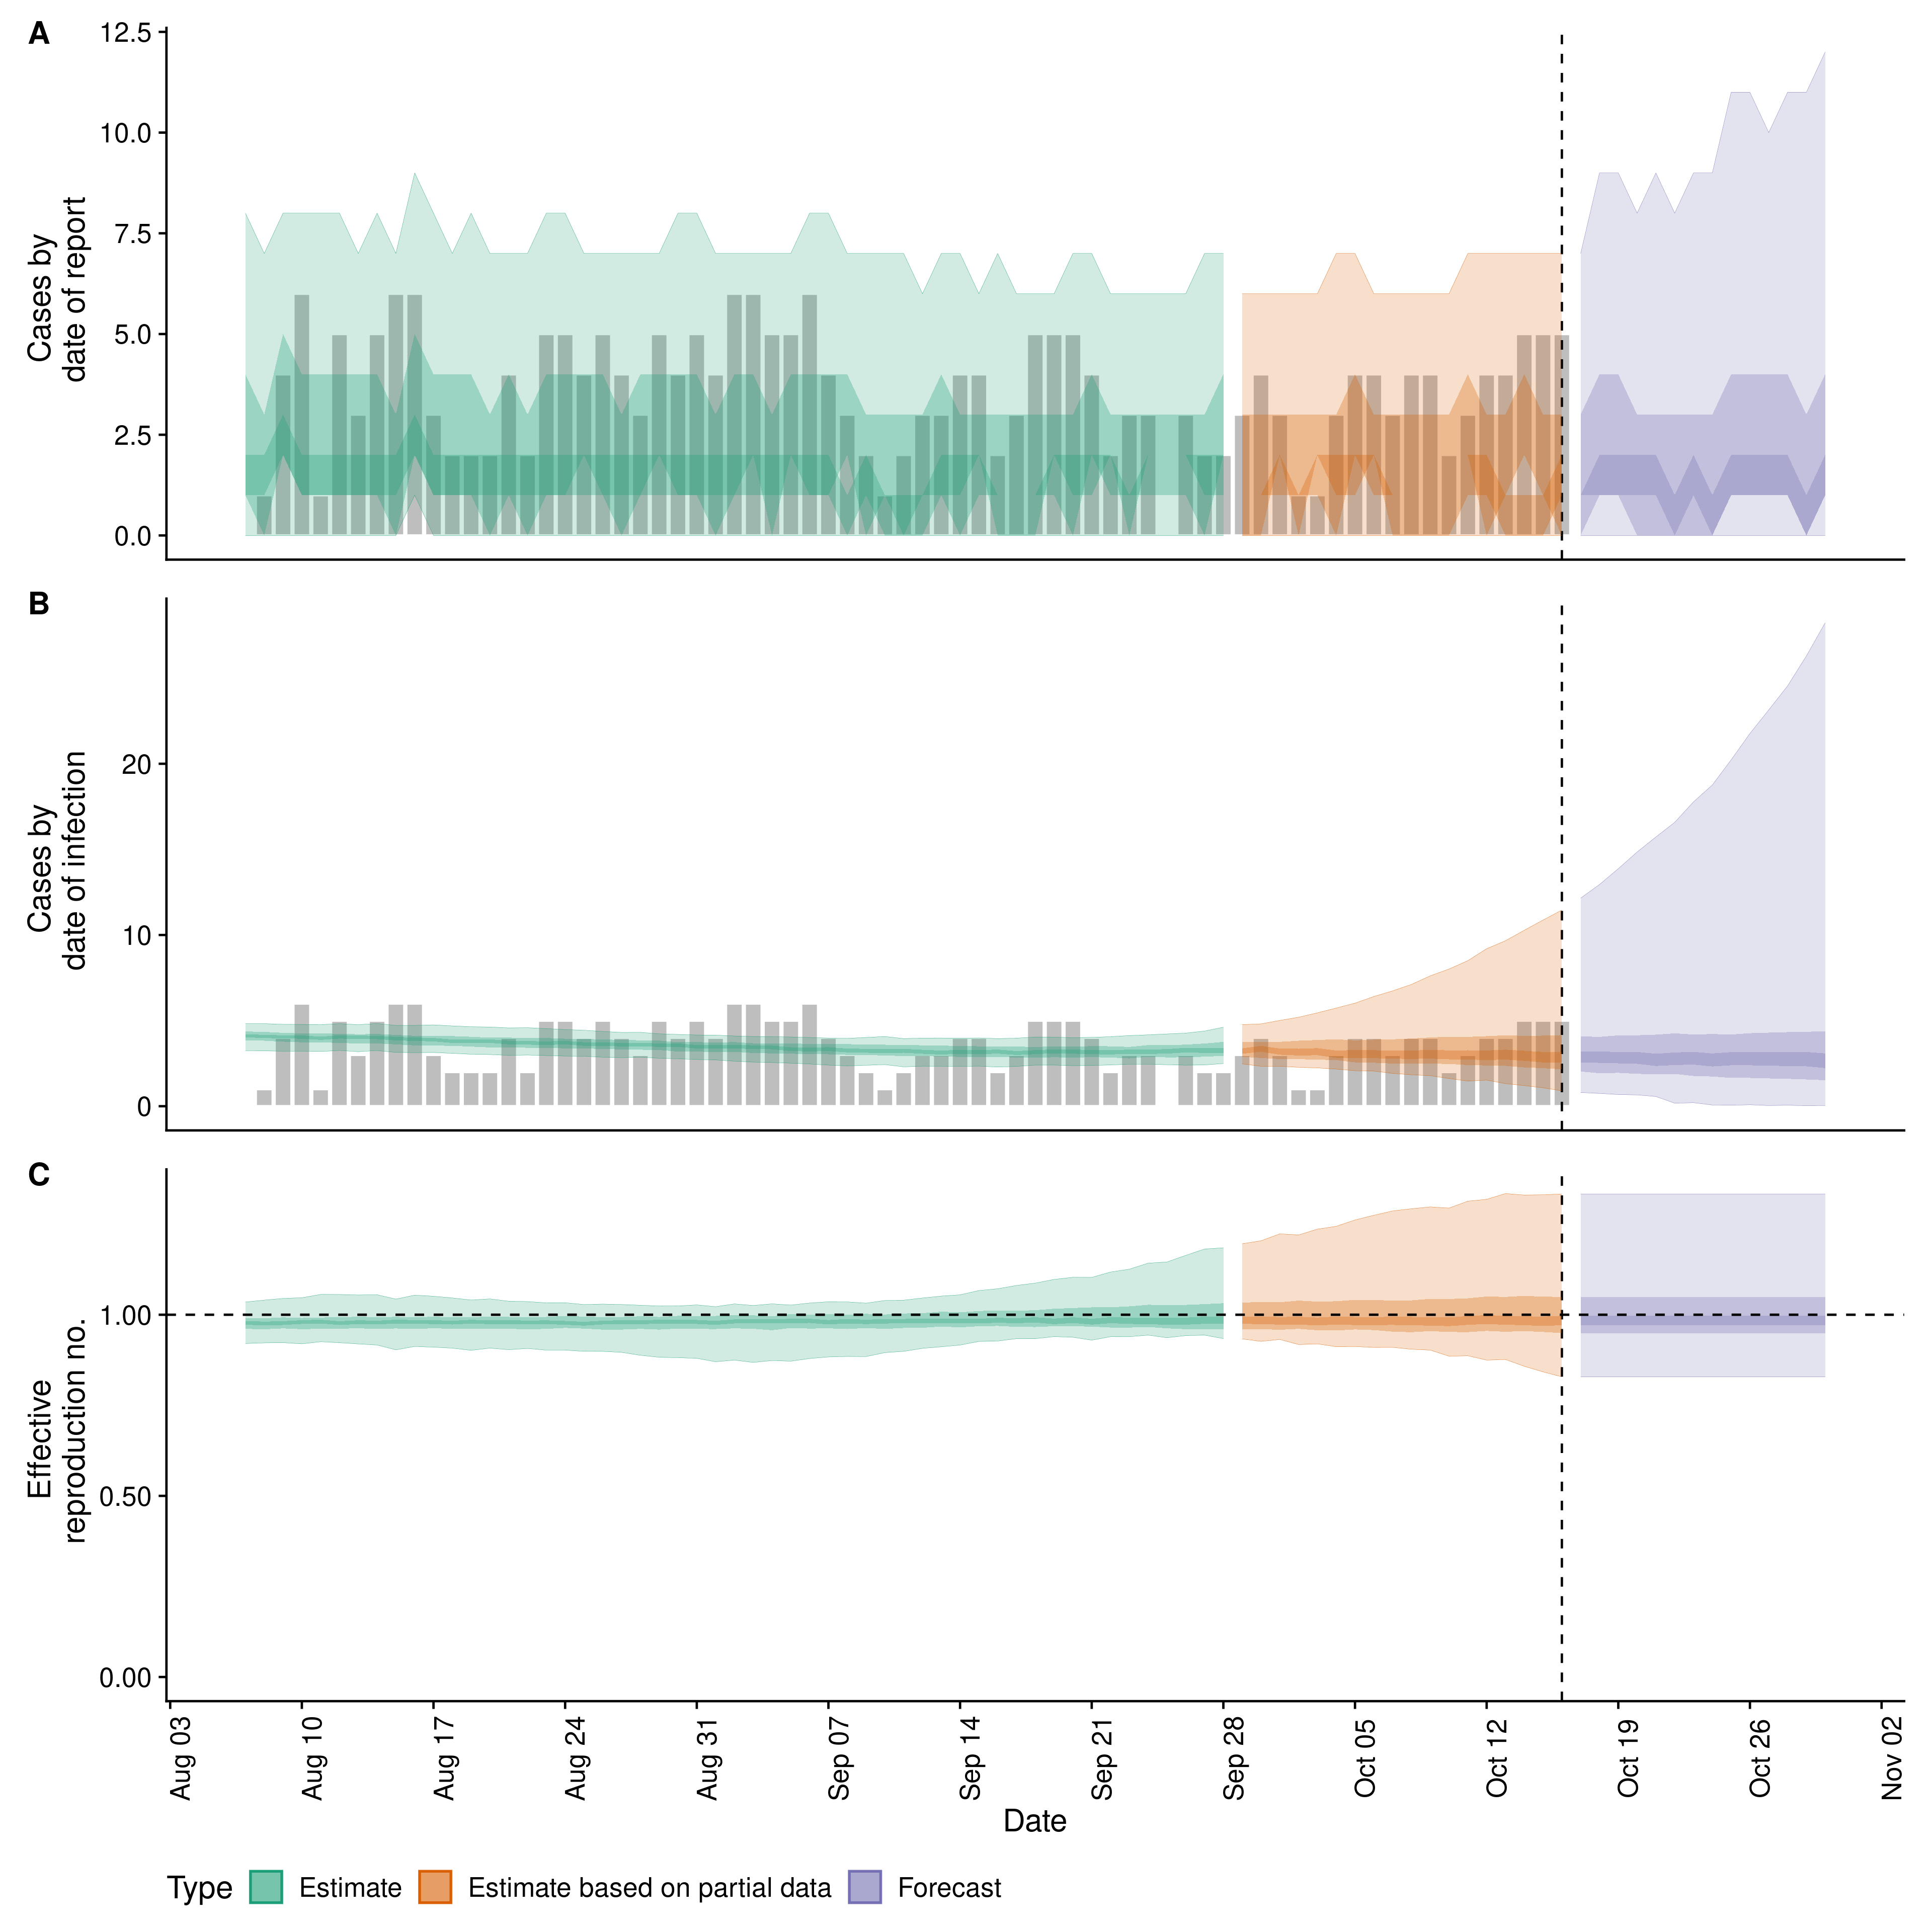 A
Cases by
date of report
12.5
10.0
7.5
5.0
2.5
0.0
B
Cases by
date of infection
20
10
0
C
Effective
reproduction no.
1.00
0.50
0.00
Aug 03
Aug 10
Aug 17
Aug 24
Aug 31
Sep 07
Sep 14
Sep 21
Sep 28
Oct 05
Oct 12
Oct 19
Oct 26
Nov 02
Date
Type Estimate Estimate based on partial data Forecast